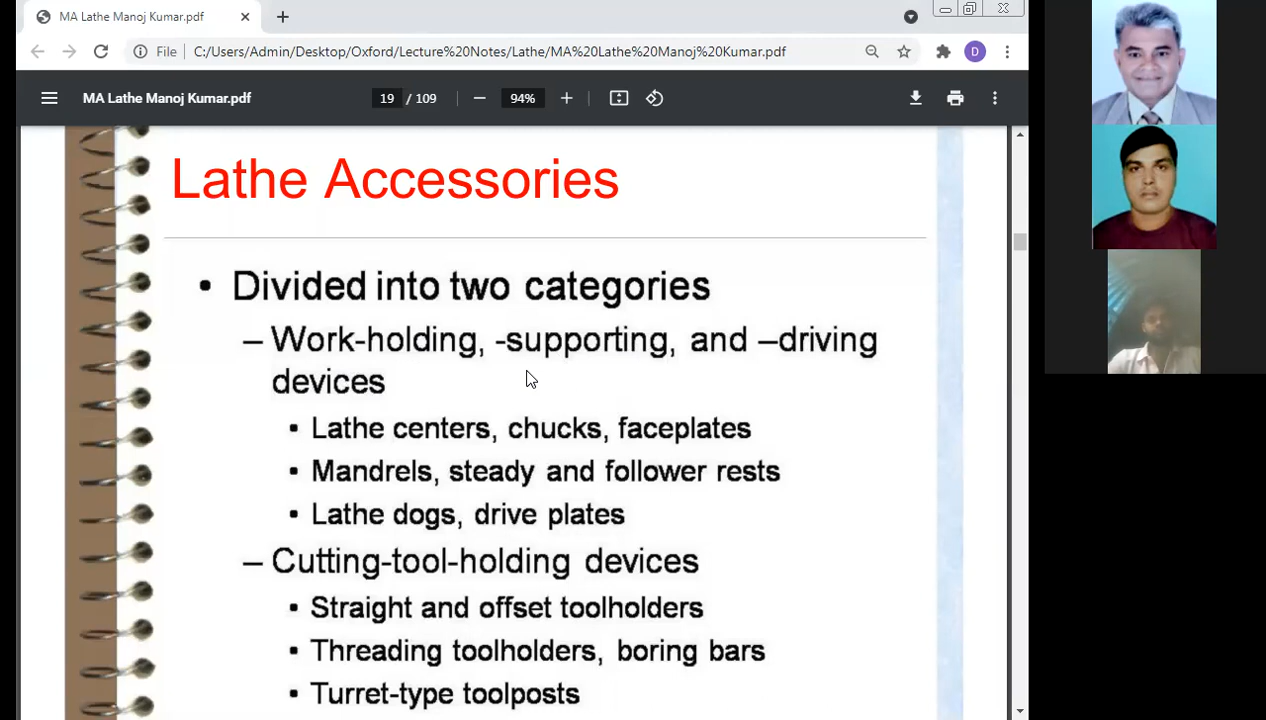 MA Lathe Manoj Kumar.pdf
File
C:/Users/Admin/Desktop/Oxford/Lecture%20Notes/Lathe/MA%20Lathe%20Manoj%20Kumar.pdf
D
MA Lathe Manoj Kumar.pdf
19 / 109
94%
Lathe Accessories
• Divided into two categories
– Work-holding, -supporting, and –driving
devices
• Lathe centers, chucks, faceplates
• Mandrels, steady and follower rests
• Lathe dogs, drive plates
– Cutting-tool-holding devices
• Straight and offset toolholders
• Threading toolholders, boring bars
• Turret-type toolposts